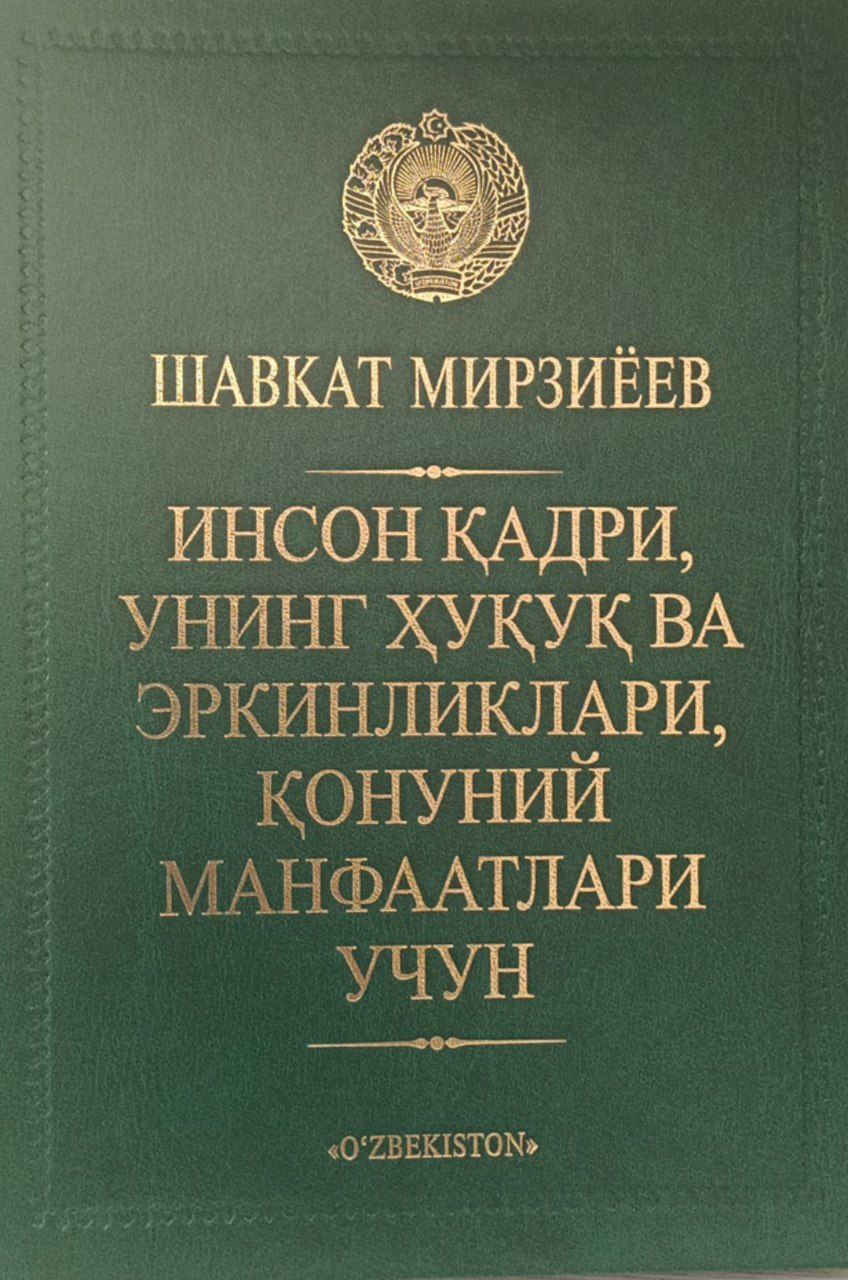 ШАВКАТ МИРЗИЁЕВ
ИНСОН ҚАДРИ,
УНИНГ ҲУҚУҚ ВА
ЭРКИНЛИКЛАРИ,
ҚОНУНИЙ
МАНФААТЛАРИ
УЧУН
«O‘ZBEKISTON»